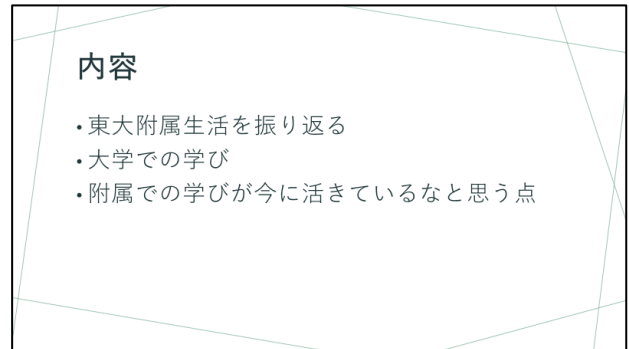 内容
・東大附属生活を振り返る
・大学での学び
・附属での学びが今に活きているなと思う点